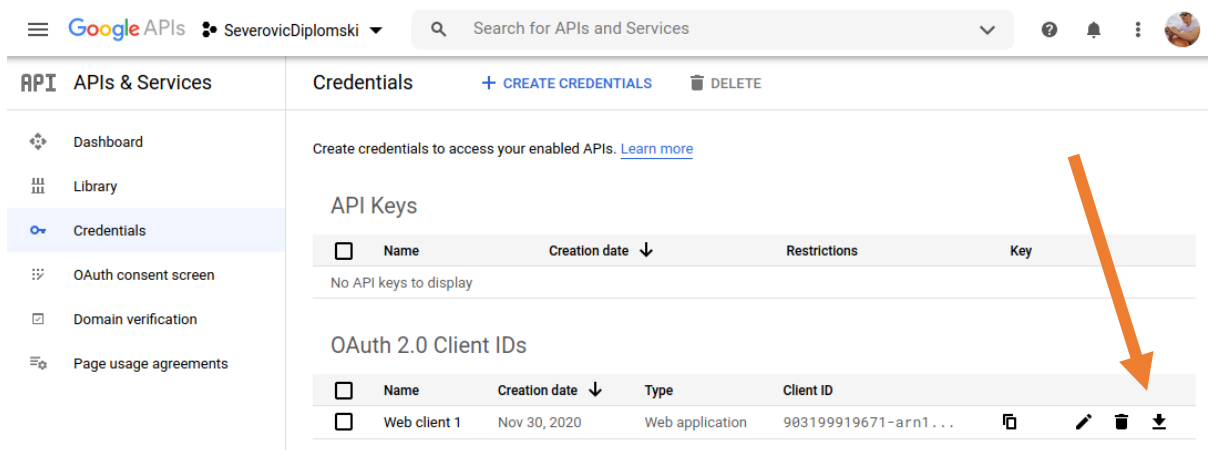 Google APIs SeverovicDiplomski Search for APIs and Services
API APIs & Services Credentials CREATE CREDENTIALS DELETE
Dashboard
Library
Credentials
OAuth consent screen
Domain verification
Page usage agreements
Create credentials to access your enabled APIs. Learn more
API Keys
Name Creation date Restrictions Key
No API keys to display
OAuth 2.0 Client IDs
Name Creation date Type Client ID
Web client 1 Nov 30, 2020 Web application 903199919671-arn1...